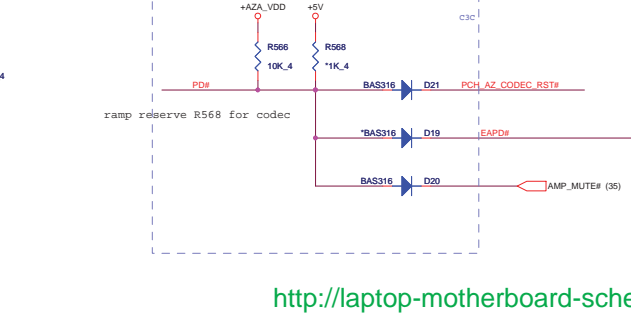 +AZA_VDD +5V C3C
R566 R568
10K_4 *1K_4
4
PD# BAS316 D21 PCH_AZ_CODEC_RST#
ramp reserve R568 for codec
*BAS316 D19 EAPD#
BAS316 D20 AMP_MUTE# (35)
http://laptop-motherboard-sche